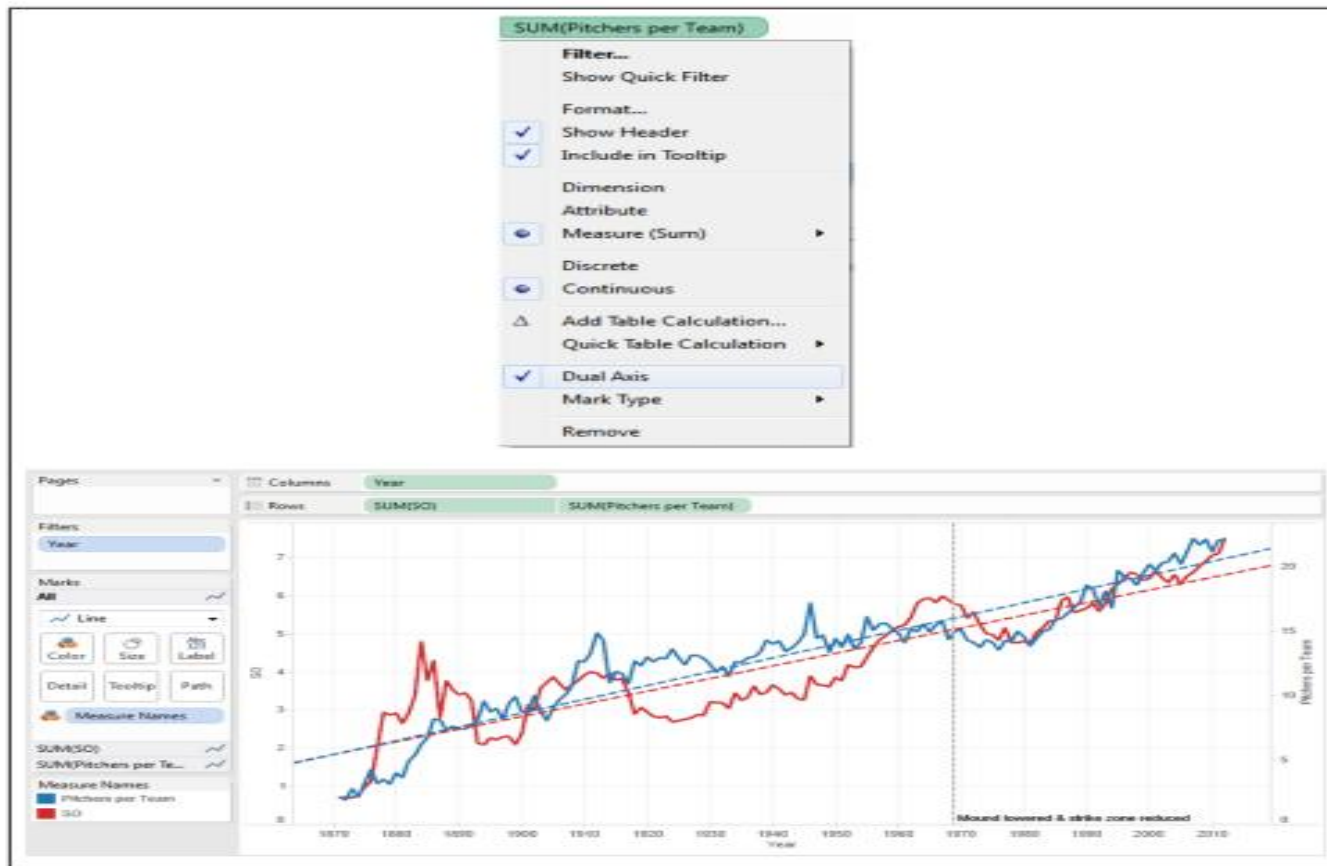 SUM(Pitchers per Team)
Filter...
Show Quick Filter
Format...
Show Header
Include in Tooltip
Dimension
Attribute
Measure (Sum)
Discrete
Continuous
Add Table Calculation...
Quick Table Calculation
Dual Axis
Mark Type
Remove
Pages
Columns Year
Rows SUM(SO) SUM(Pitchers per Team)
Filters
Year
Marks
All
Line
Color Size Label
Detail Tooltip Path
Measure Names
SUM(SO)
SUM(Pitchers per Te...
Measure Names
Pitchers per Team
SO
7
6
5
4
3
2
1
0
SO
20
15
10
5
0
Pitchers per Team
Mound lowered & strike zone reduced
1870 1880 1890 1900 1910 1920 1930 1940 1950 1960 1970 1980 1990 2000 2010
Year